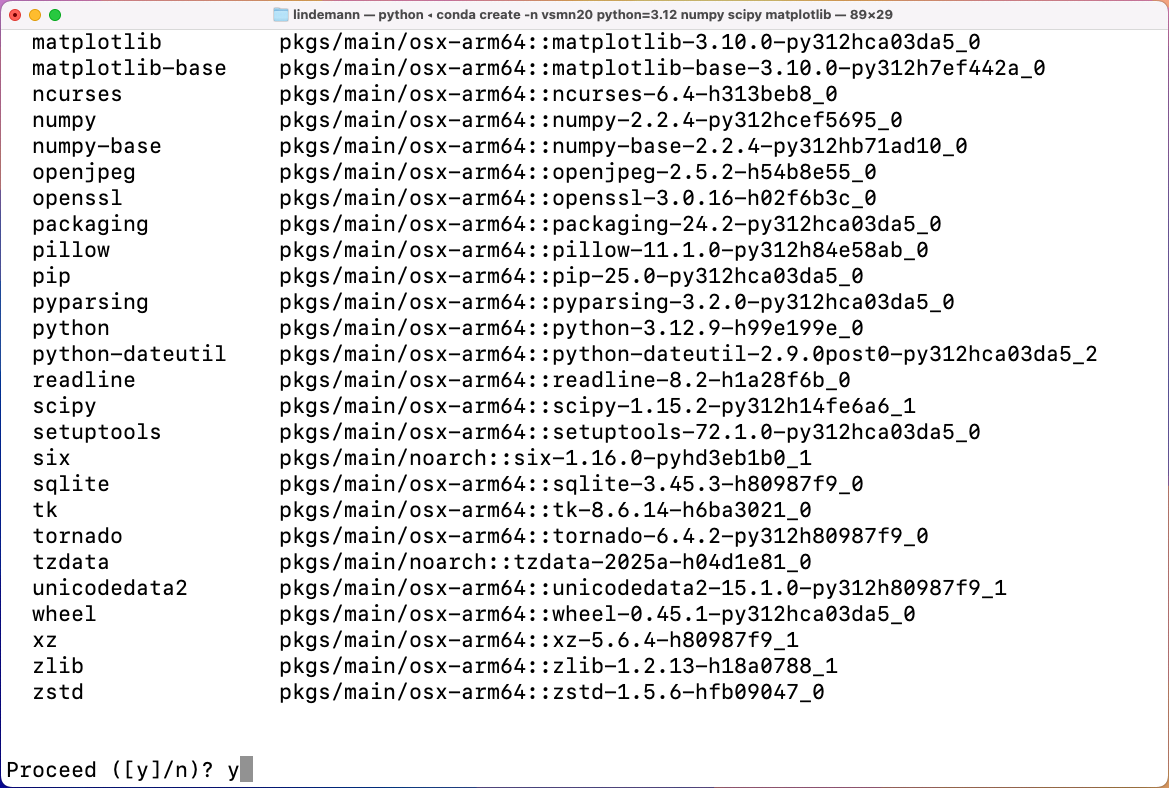 lindemann — python ◂ conda create -n vsmn20 python=3.12 numpy scipy matplotlib — 89×29
matplotlib pkgs/main/osx-arm64::matplotlib-3.10.0-py312hca03da5_0
matplotlib-base pkgs/main/osx-arm64::matplotlib-base-3.10.0-py312h7ef442a_0
ncurses pkgs/main/osx-arm64::ncurses-6.4-h313beb8_0
numpy pkgs/main/osx-arm64::numpy-2.2.4-py312hcef5695_0
numpy-base pkgs/main/osx-arm64::numpy-base-2.2.4-py312hb71ad10_0
openjpeg pkgs/main/osx-arm64::openjpeg-2.5.2-h54b8e55_0
openssl pkgs/main/osx-arm64::openssl-3.0.16-h02f6b3c_0
packaging pkgs/main/osx-arm64::packaging-24.2-py312hca03da5_0
pillow pkgs/main/osx-arm64::pillow-11.1.0-py312h84e58ab_0
pip pkgs/main/osx-arm64::pip-25.0-py312hca03da5_0
pyparsing pkgs/main/osx-arm64::pyparsing-3.2.0-py312hca03da5_0
python pkgs/main/osx-arm64::python-3.12.9-h99e199e_0
python-dateutil pkgs/main/osx-arm64::python-dateutil-2.9.0post0-py312hca03da5_2
readline pkgs/main/osx-arm64::readline-8.2-h1a28f6b_0
scipy pkgs/main/osx-arm64::scipy-1.15.2-py312h14fe6a6_1
setuptools pkgs/main/osx-arm64::setuptools-72.1.0-py312hca03da5_0
six pkgs/main/noarch::six-1.16.0-pyhd3eb1b0_1
sqlite pkgs/main/osx-arm64::sqlite-3.45.3-h80987f9_0
tk pkgs/main/osx-arm64::tk-8.6.14-h6ba3021_0
tornado pkgs/main/osx-arm64::tornado-6.4.2-py312h80987f9_0
tzdata pkgs/main/noarch::tzdata-2025a-h04d1e81_0
unicodedata2 pkgs/main/osx-arm64::unicodedata2-15.1.0-py312h80987f9_1
wheel pkgs/main/osx-arm64::wheel-0.45.1-py312hca03da5_0
xz pkgs/main/osx-arm64::xz-5.6.4-h80987f9_1
zlib pkgs/main/osx-arm64::zlib-1.2.13-h18a0788_1
zstd pkgs/main/osx-arm64::zstd-1.5.6-hfb09047_0
Proceed ([y]/n)? y